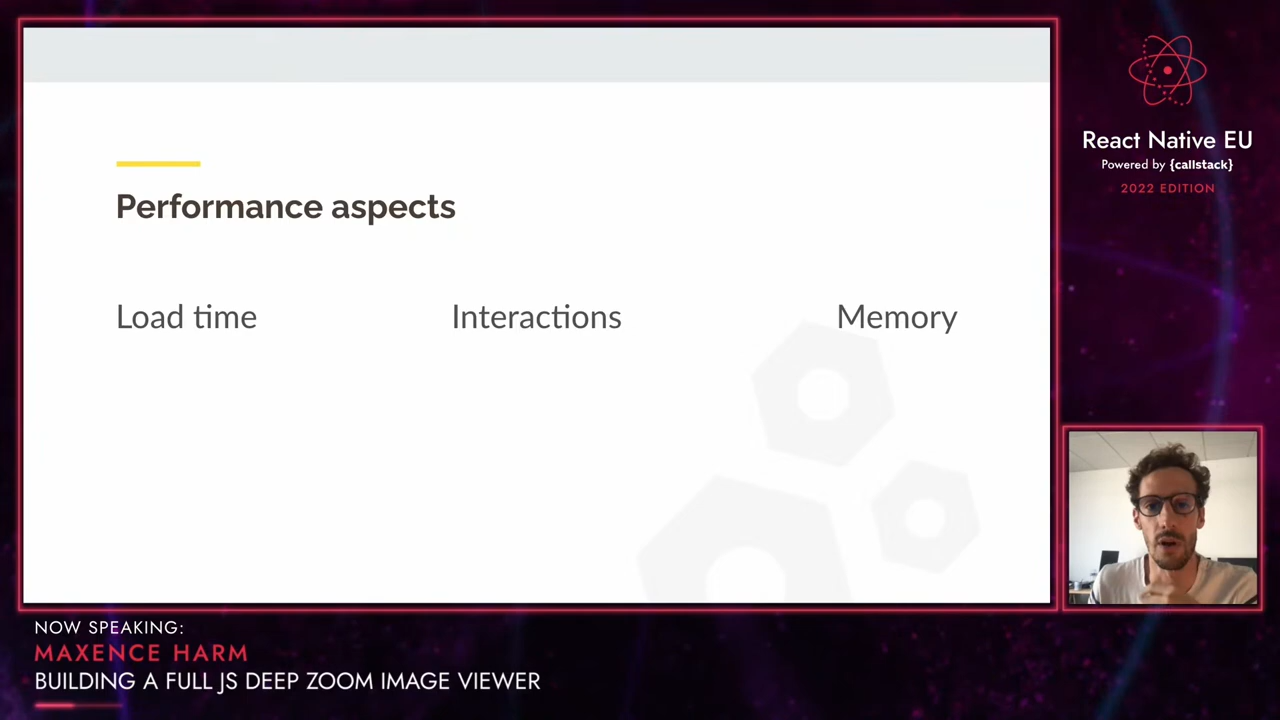 Performance aspects
Load time
Interactions
Memory
React Native EU
Powered by {callstack}
2022 EDITION
NOW SPEAKING:
MAXENCE HARM
BUILDING A FULL JS DEEP ZOOM IMAGE VIEWER